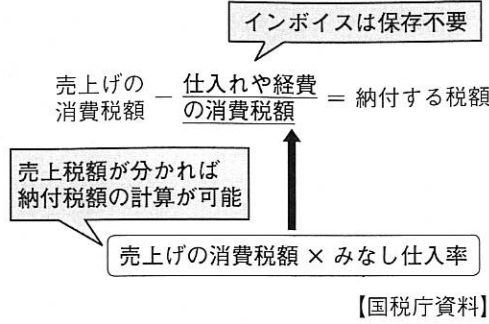 インボイスは保存不要
売上げの
消費税額
－
仕入れや経費
の消費税額
＝ 納付する税額
売上税額が分かれば
納付税額の計算が可能
売上げの消費税額 × みなし仕入率
【国税庁資料】